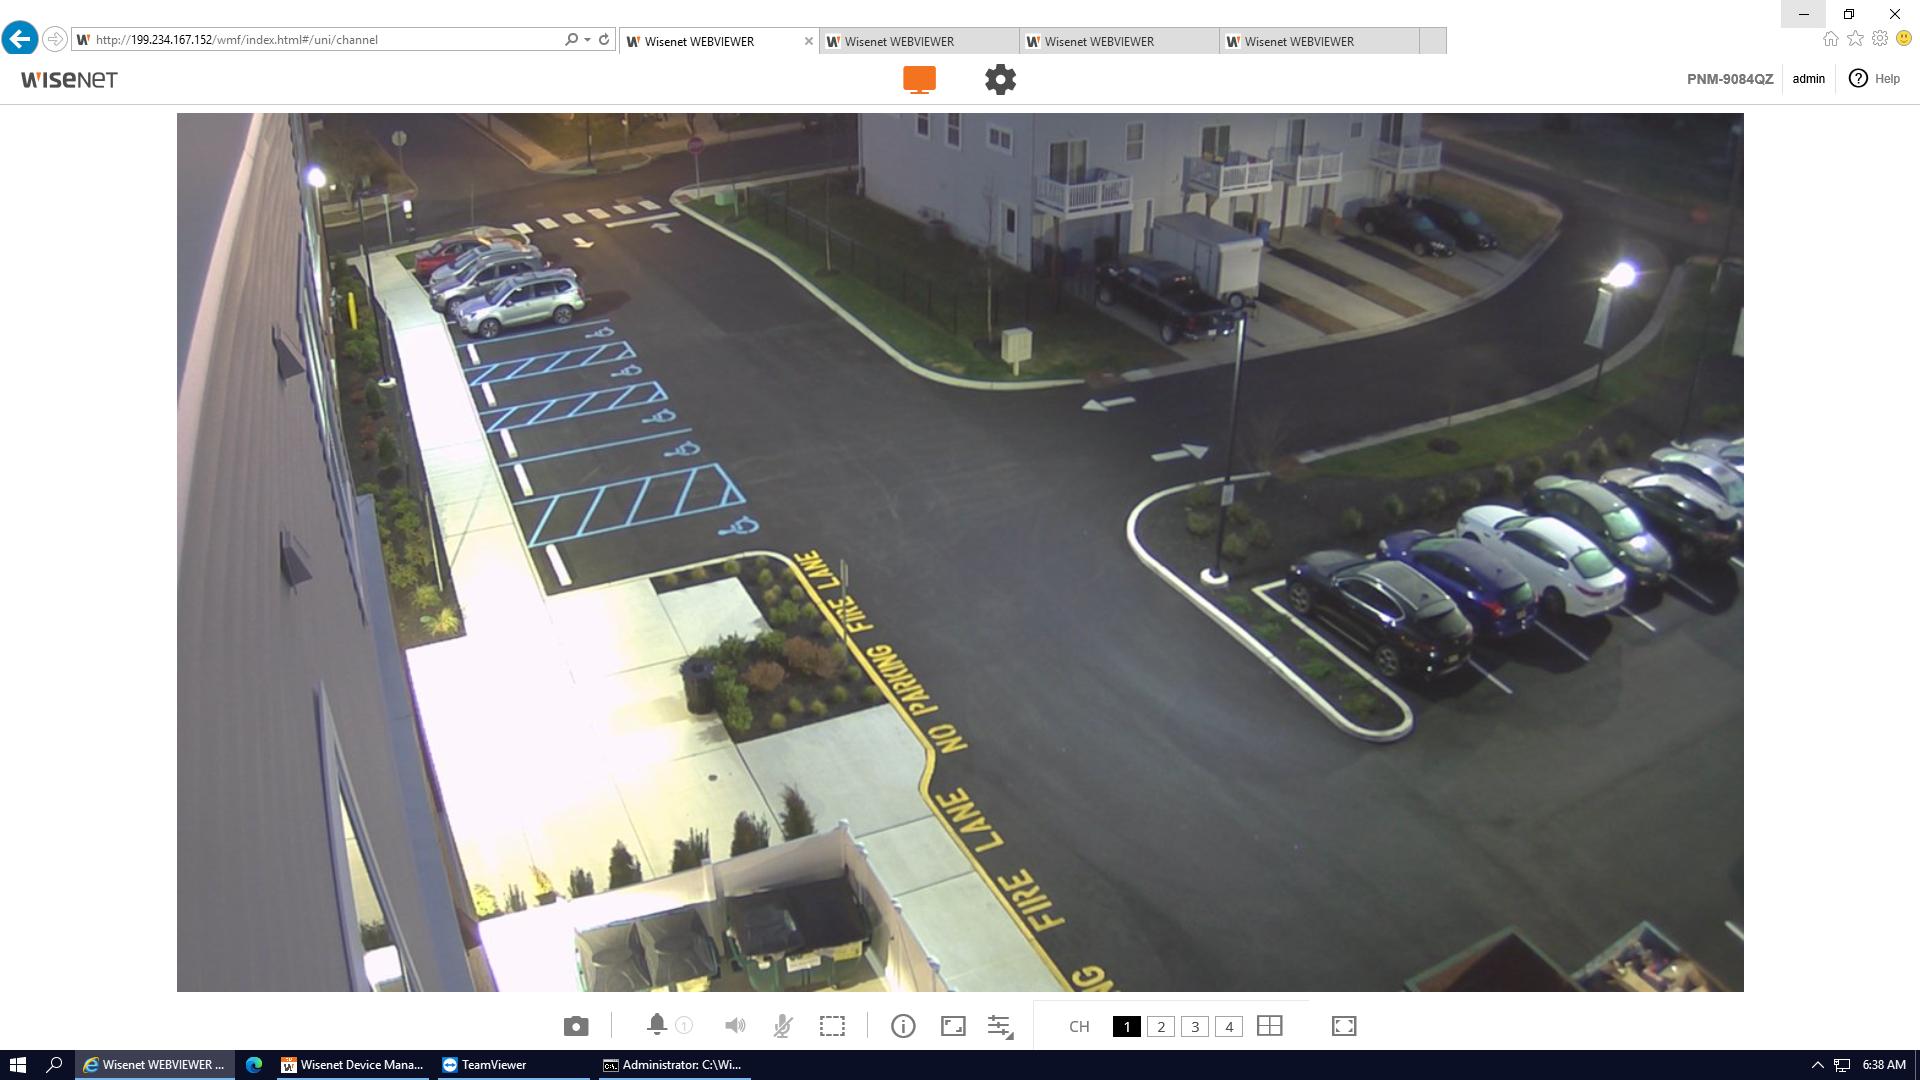 http://199.234.167.152/wmf/index.html#/uni/channel
Wisenet WEBVIEWER
Wisenet WEBVIEWER
Wisenet WEBVIEWER
Wisenet WEBVIEWER
WISENET
PNM-9084QZ
admin
? Help
FIRE LANE
NO PARKING
FIRE LANE
NG
1
CH
1
2
3
4
Wisenet WEBVIEWER ...
Wisenet Device Mana...
TeamViewer
Administrator: C:\Wi...
6:38 AM